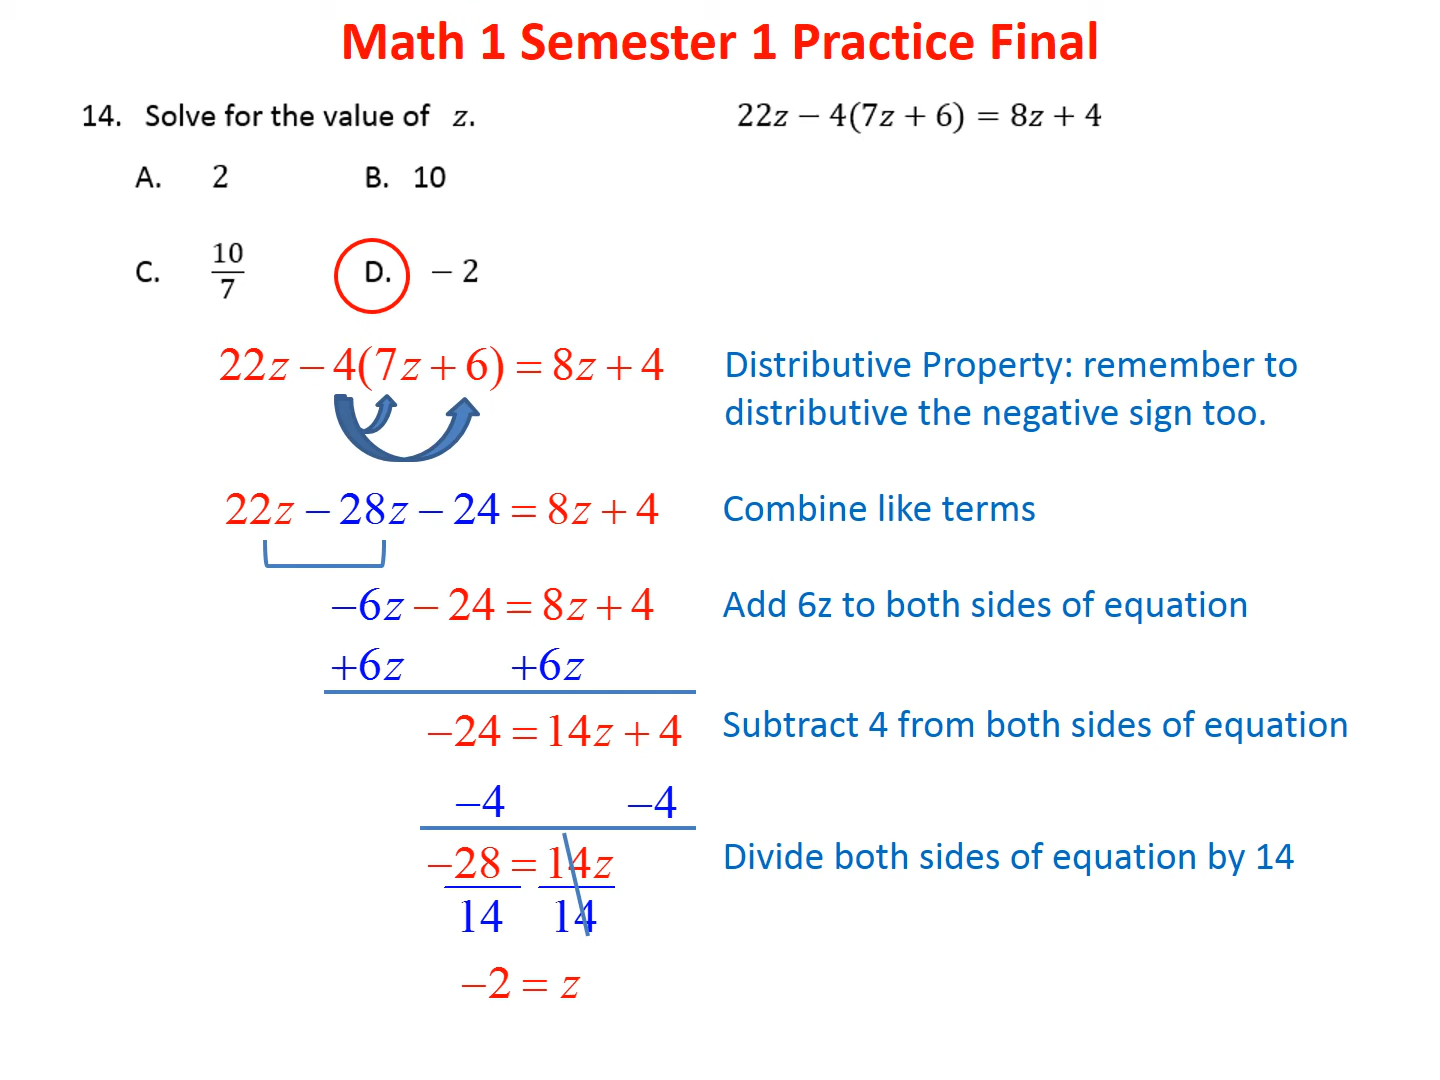 Math 1 Semester 1 Practice Final
14. Solve for the value of z. 22z − 4(7z + 6) = 8z + 4
A. 2 B. 10
C. 10/7 D. − 2
22z − 4(7z + 6) = 8z + 4 Distributive Property: remember to
distributive the negative sign too.
22z − 28z − 24 = 8z + 4 Combine like terms
−6z − 24 = 8z + 4 Add 6z to both sides of equation
+6z +6z
−24 = 14z + 4 Subtract 4 from both sides of equation
−4 −4
−28 = 14z Divide both sides of equation by 14
14 14
−2 = z